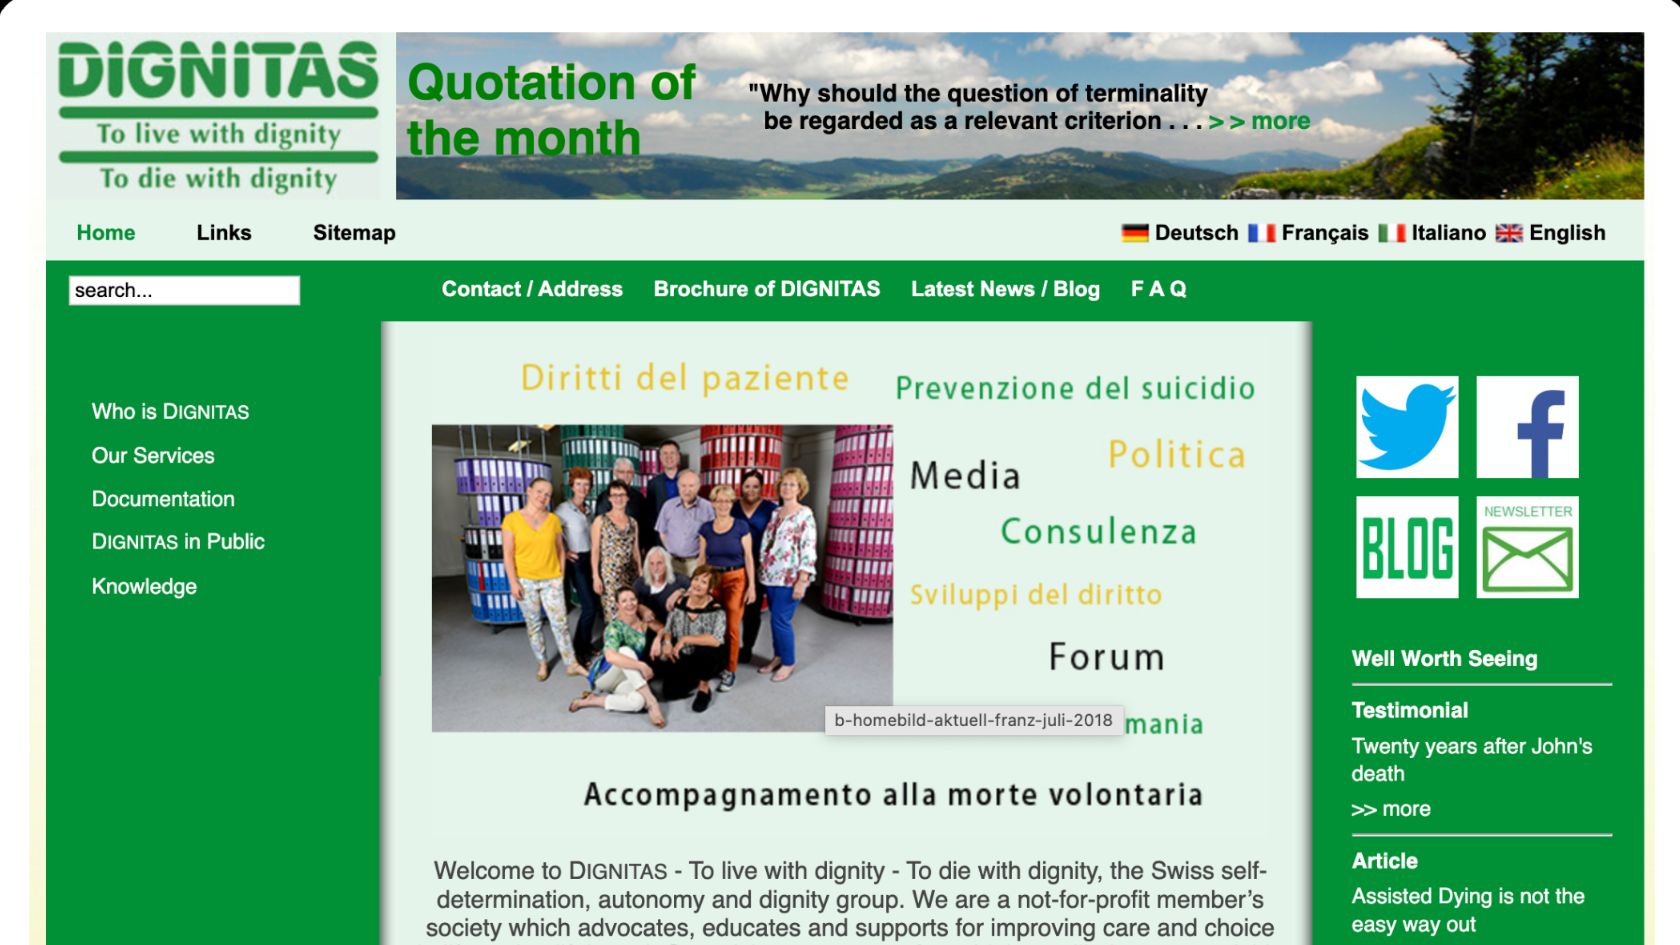 DIGNITAS
To live with dignity
To die with dignity
Quotation of
the month
"Why should the question of terminality
be regarded as a relevant criterion . . . > > more
Home Links Sitemap
Deutsch Français Italiano English
search...
Contact / Address Brochure of DIGNITAS Latest News / Blog F A Q
Who is DIGNITAS
Our Services
Documentation
DIGNITAS in Public
Knowledge
Diritti del paziente
Prevenzione del suicidio
Politica
Media
Consulenza
Sviluppi del diritto
Forum
b-homebild-aktuell-franz-juli-2018
mania
Accompagnamento alla morte volontaria
Welcome to DIGNITAS - To live with dignity - To die with dignity, the Swiss self-
determination, autonomy and dignity group. We are a not-for-profit member’s
society which advocates, educates and supports for improving care and choice
BLOG
NEWSLETTER
Well Worth Seeing
Testimonial
Twenty years after John's
death
>> more
Article
Assisted Dying is not the
easy way out